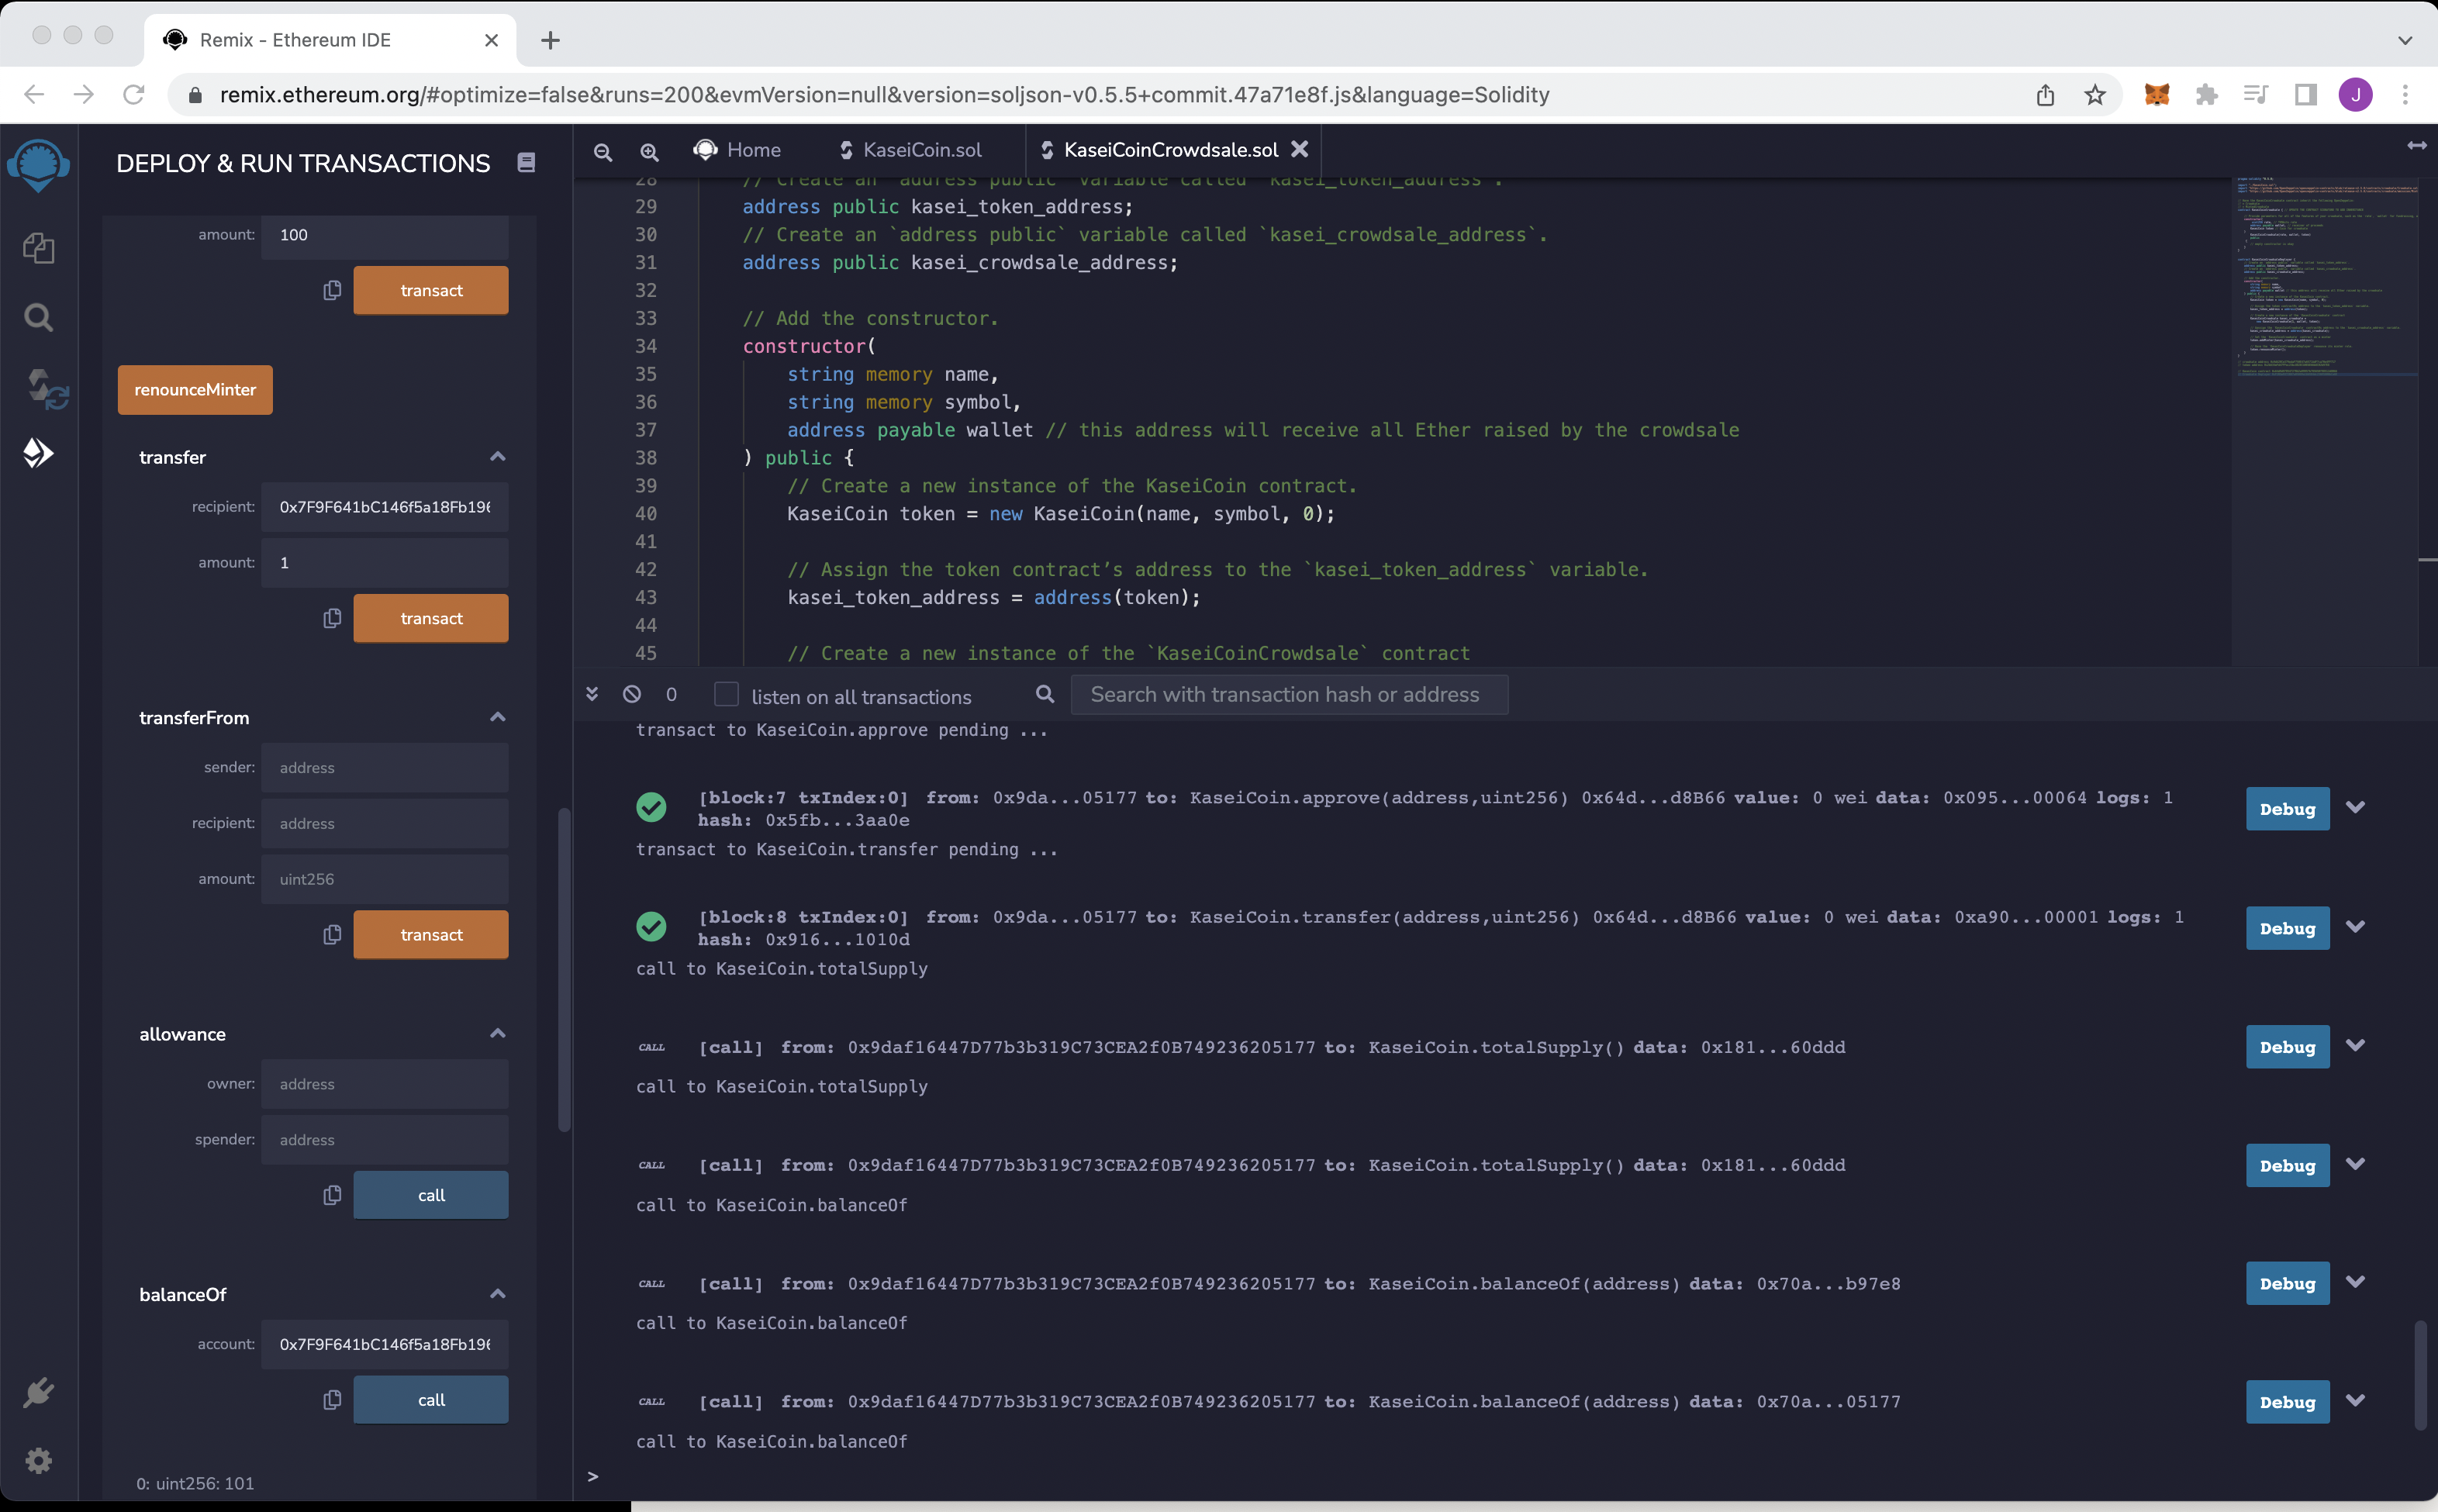 Remix - Ethereum IDE
remix.ethereum.org/#optimize=false&runs=200&evmVersion=null&version=soljson-v0.5.5+commit.47a71e8f.js&language=Solidity
J
DEPLOY & RUN TRANSACTIONS
amount: 100
transact
renounceMinter
transfer
recipient: 0x7F9F641bC146f5a18Fb196
amount: 1
transact
transferFrom
sender: address
recipient: address
amount: uint256
transact
allowance
owner: address
spender: address
call
balanceOf
account: 0x7F9F641bC146f5a18Fb196
call
0: uint256: 101
Home
KaseiCoin.sol
KaseiCoinCrowdsale.sol
28 // Create an `address public` variable called `kasei_token_address`.
29 address public kasei_token_address;
30 // Create an `address public` variable called `kasei_crowdsale_address`.
31 address public kasei_crowdsale_address;
32
33 // Add the constructor.
34 constructor(
35 string memory name,
36 string memory symbol,
37 address payable wallet // this address will receive all Ether raised by the crowdsale
38 ) public {
39 // Create a new instance of the KaseiCoin contract.
40 KaseiCoin token = new KaseiCoin(name, symbol, 0);
41
42 // Assign the token contract’s address to the `kasei_token_address` variable.
43 kasei_token_address = address(token);
44
45 // Create a new instance of the `KaseiCoinCrowdsale` contract
0 listen on all transactions Search with transaction hash or address
transact to KaseiCoin.approve pending ...
[block:7 txIndex:0] from: 0x9da...05177 to: KaseiCoin.approve(address,uint256) 0x64d...d8B66 value: 0 wei data: 0x095...00064 logs: 1
hash: 0x5fb...3aa0e
Debug
transact to KaseiCoin.transfer pending ...
[block:8 txIndex:0] from: 0x9da...05177 to: KaseiCoin.transfer(address,uint256) 0x64d...d8B66 value: 0 wei data: 0xa90...00001 logs: 1
hash: 0x916...1010d
Debug
call to KaseiCoin.totalSupply
CALL [call] from: 0x9daf16447D77b3b319C73CEA2f0B749236205177 to: KaseiCoin.totalSupply() data: 0x181...60ddd
Debug
call to KaseiCoin.totalSupply
CALL [call] from: 0x9daf16447D77b3b319C73CEA2f0B749236205177 to: KaseiCoin.totalSupply() data: 0x181...60ddd
Debug
call to KaseiCoin.balanceOf
CALL [call] from: 0x9daf16447D77b3b319C73CEA2f0B749236205177 to: KaseiCoin.balanceOf(address) data: 0x70a...b97e8
Debug
call to KaseiCoin.balanceOf
CALL [call] from: 0x9daf16447D77b3b319C73CEA2f0B749236205177 to: KaseiCoin.balanceOf(address) data: 0x70a...05177
Debug
call to KaseiCoin.balanceOf
>